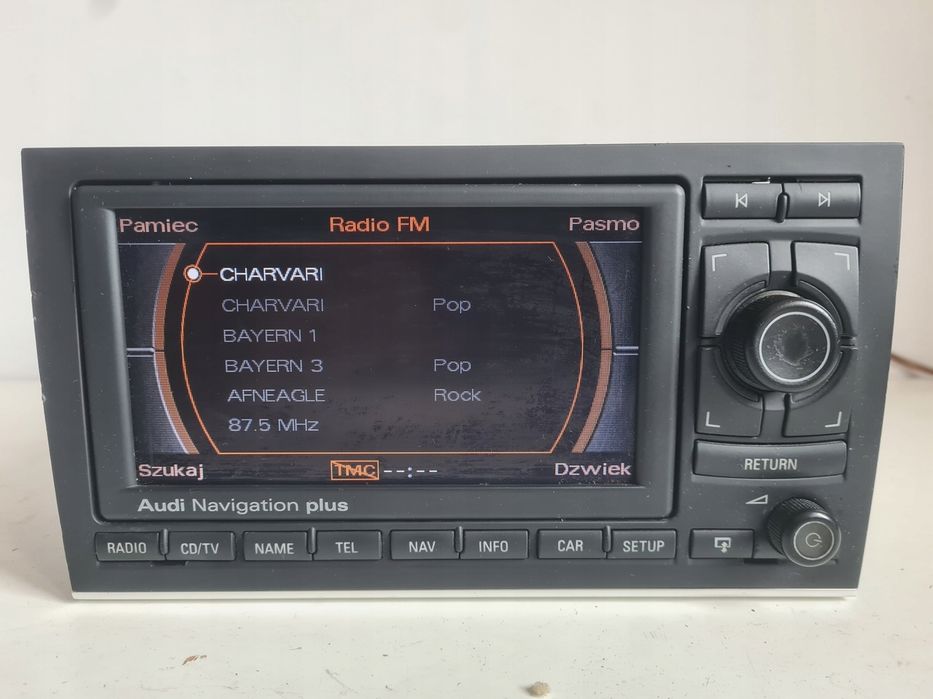 Pamiec Radio FM Pasmo
CHARVARI
CHARVARI Pop
BAYERN 1
BAYERN 3 Pop
AFNEAGLE Rock
87.5 MHz
Szukaj TMC --:-- Dzwiek
RETURN
Audi Navigation plus
RADIO CD/TV NAME TEL NAV INFO CAR SETUP